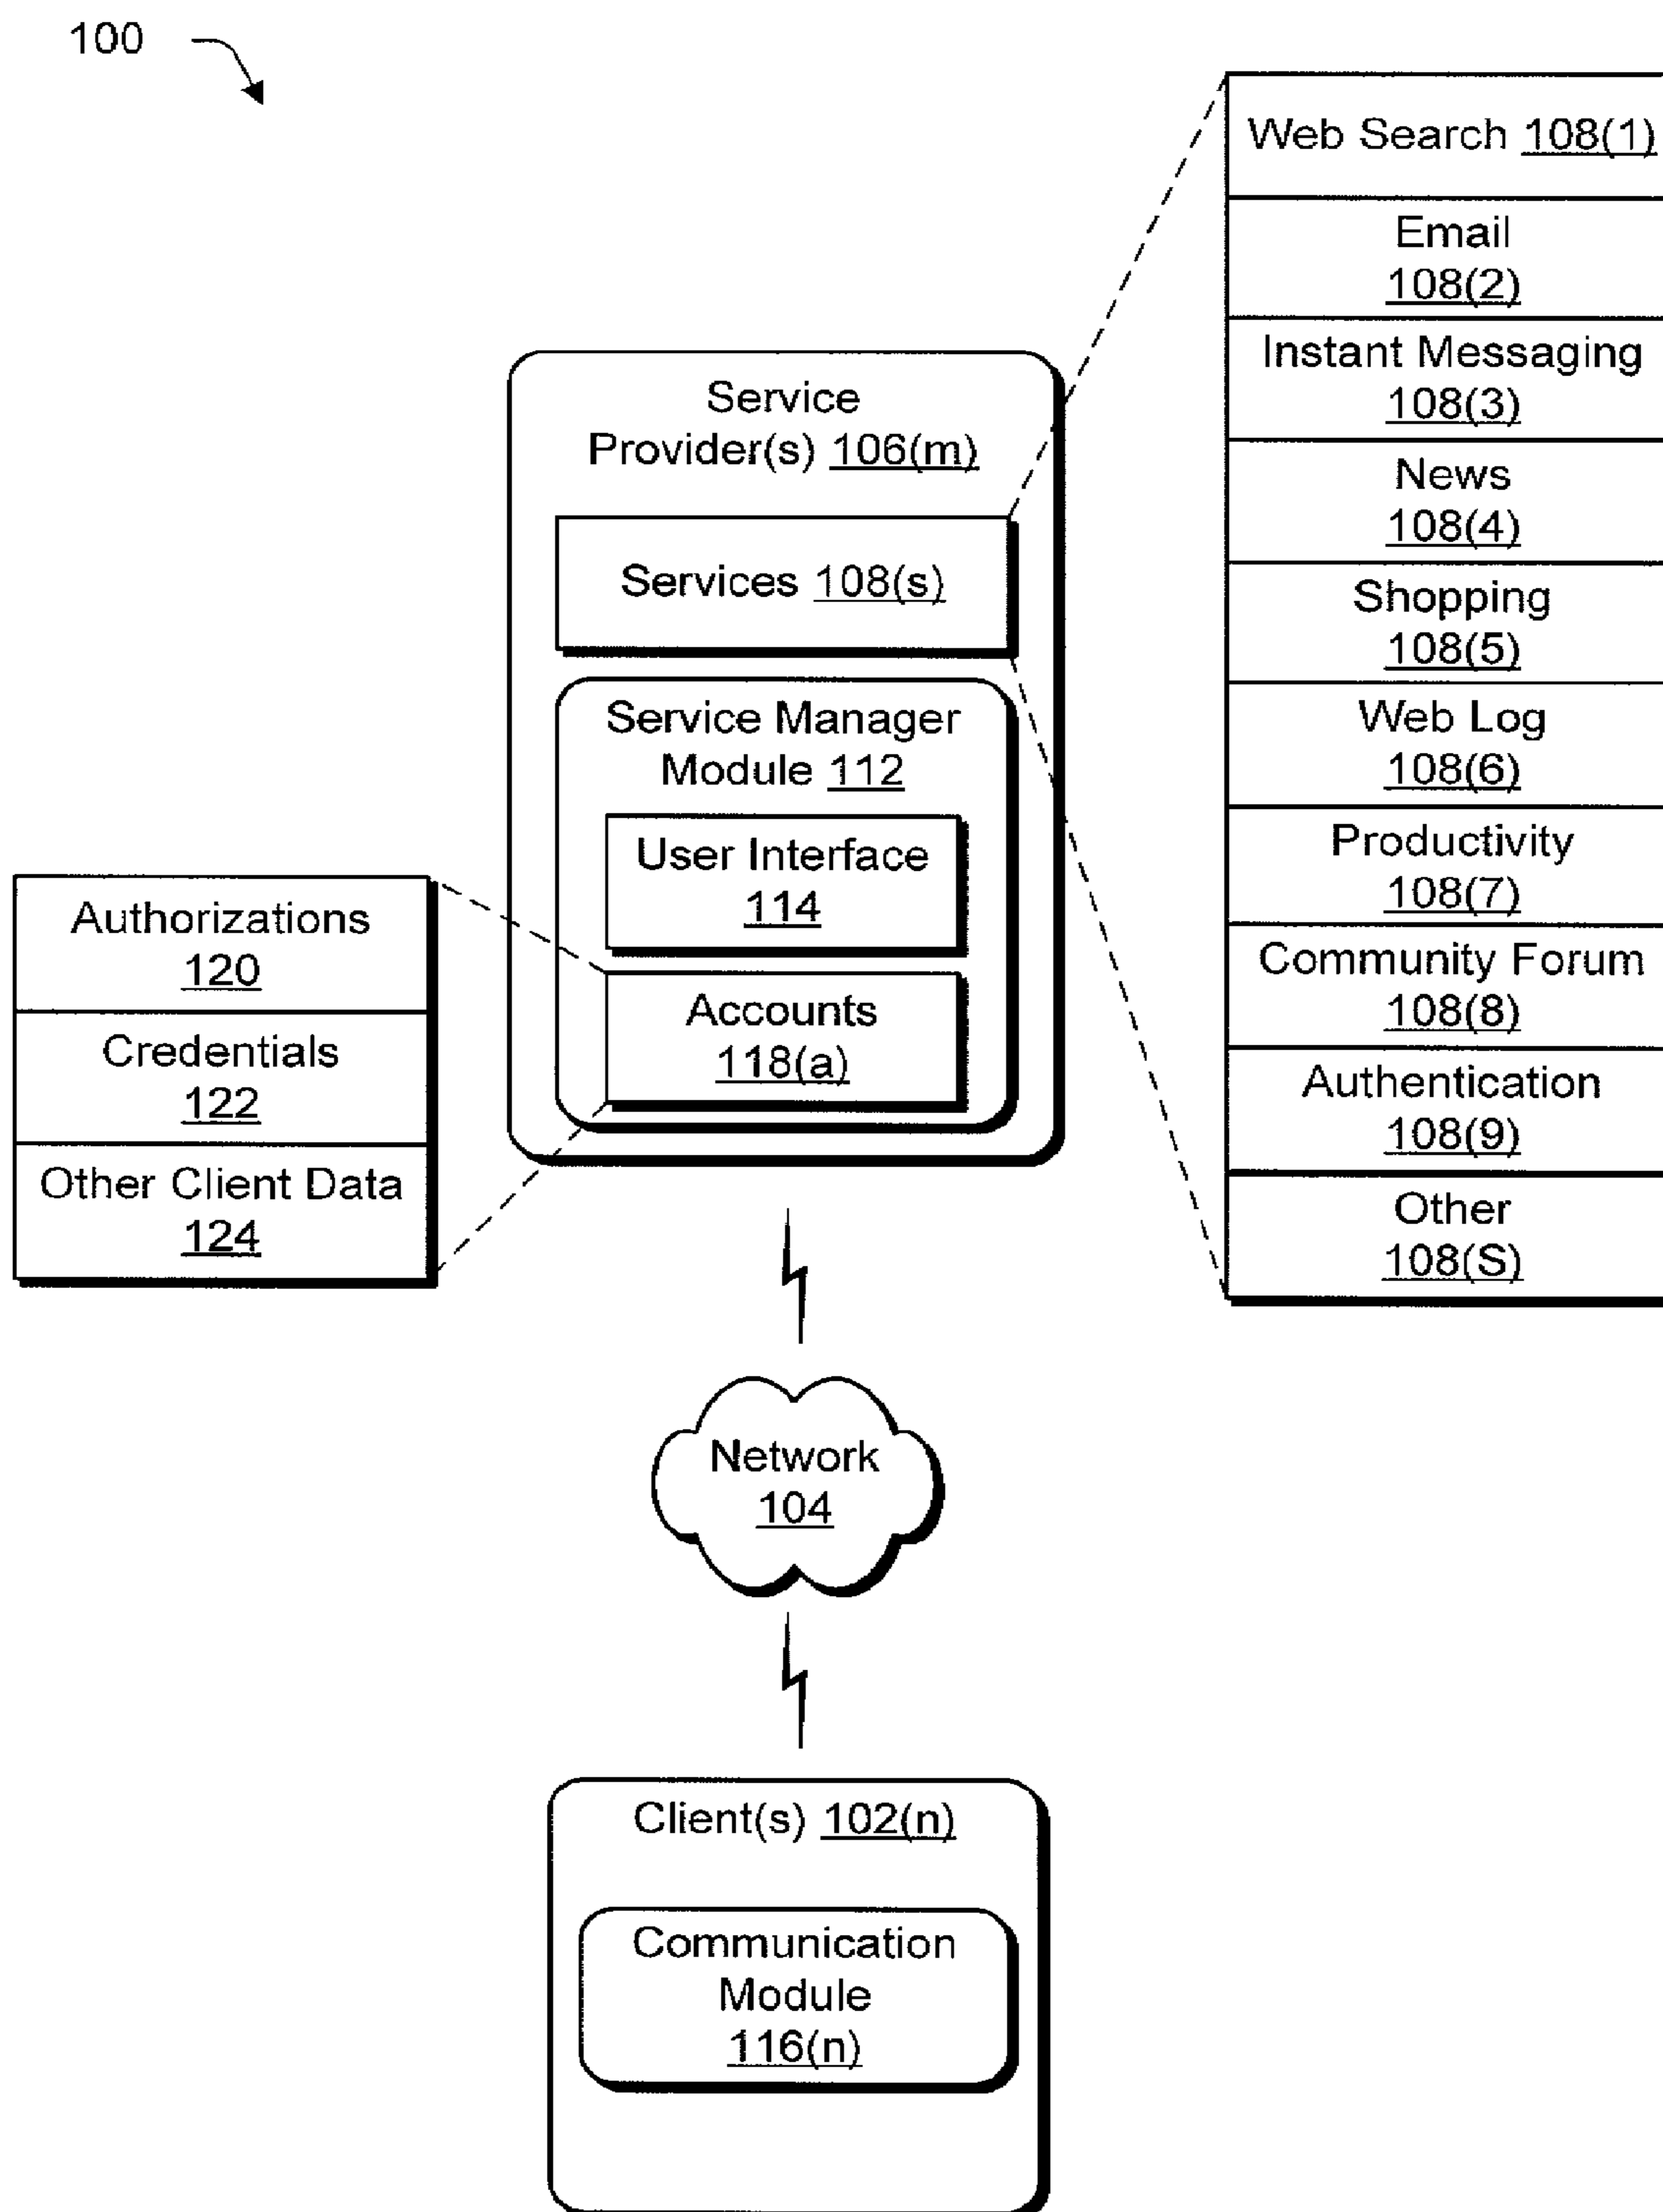 100
Web Search 108(1)
Email
108(2)
Instant Messaging
108(3)
News
108(4)
Shopping
108(5)
Web Log
108(6)
Productivity
108(7)
Community Forum
108(8)
Authentication
108(9)
Other
108(S)
Service
Provider(s) 106(m)
Services 108(s)
Service Manager
Module 112
User Interface
114
Accounts
118(a)
Authorizations
120
Credentials
122
Other Client Data
124
Network
104
Client(s) 102(n)
Communication
Module
116(n)